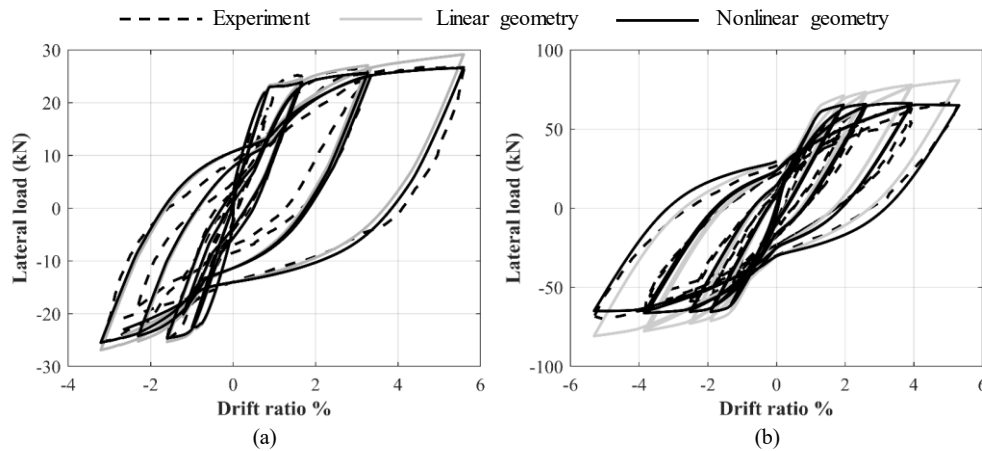 Experiment Linear geometry Nonlinear geometry
30
20
10
0
-10
-20
-30
Lateral load (kN)
-4 -2 0 2 4 6
Drift ratio %
(a)
100
50
0
-50
-100
Lateral load (kN)
-6 -4 -2 0 2 4 6
Drift ratio %
(b)